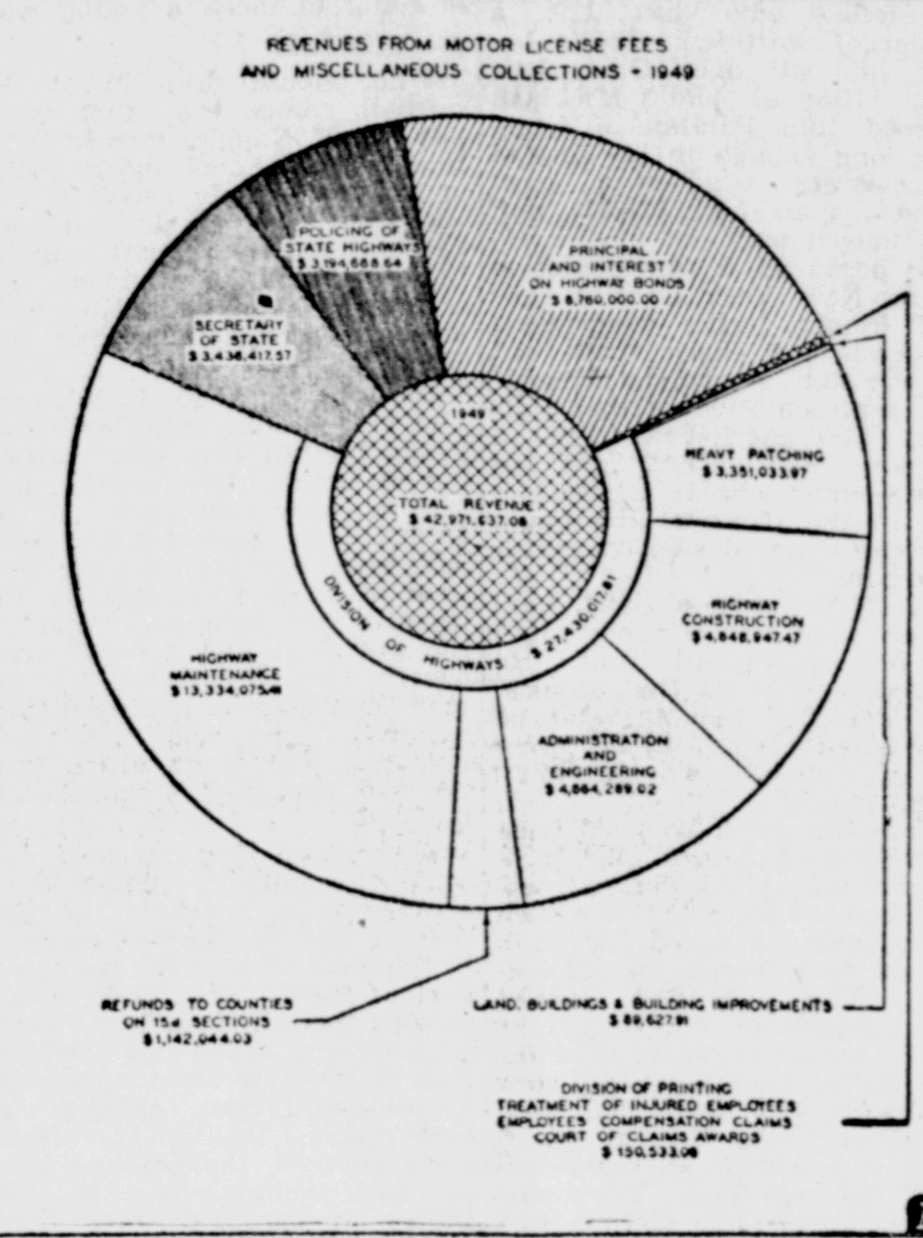 REVENUES FROM MOTOR LICENSE FEES
AND MISCELLANEOUS COLLECTIONS - 1949
POLICING OF
STATE HIGHWAYS
$3,194,668.64
PRINCIPAL
AND INTEREST
ON HIGHWAY BONDS
$8,760,000.00
SECRETARY
OF STATE
$3,436,417.57
1949
TOTAL REVENUE
$42,971,637.08
HEAVY PATCHING
$3,351,033.97
HIGHWAY
CONSTRUCTION
$4,648,947.47
DIVISION OF HIGHWAYS $27,430,017.81
HIGHWAY
MAINTENANCE
$13,334,075.41
ADMINISTRATION
AND
ENGINEERING
$4,864,289.02
REFUNDS TO COUNTIES
ON 15d SECTIONS
$1,142,044.03
LAND, BUILDINGS & BUILDING IMPROVEMENTS
$89,627.91
DIVISION OF PRINTING
TREATMENT OF INJURED EMPLOYEES
EMPLOYEES COMPENSATION CLAIMS
COURT OF CLAIMS AWARDS
$150,533.06